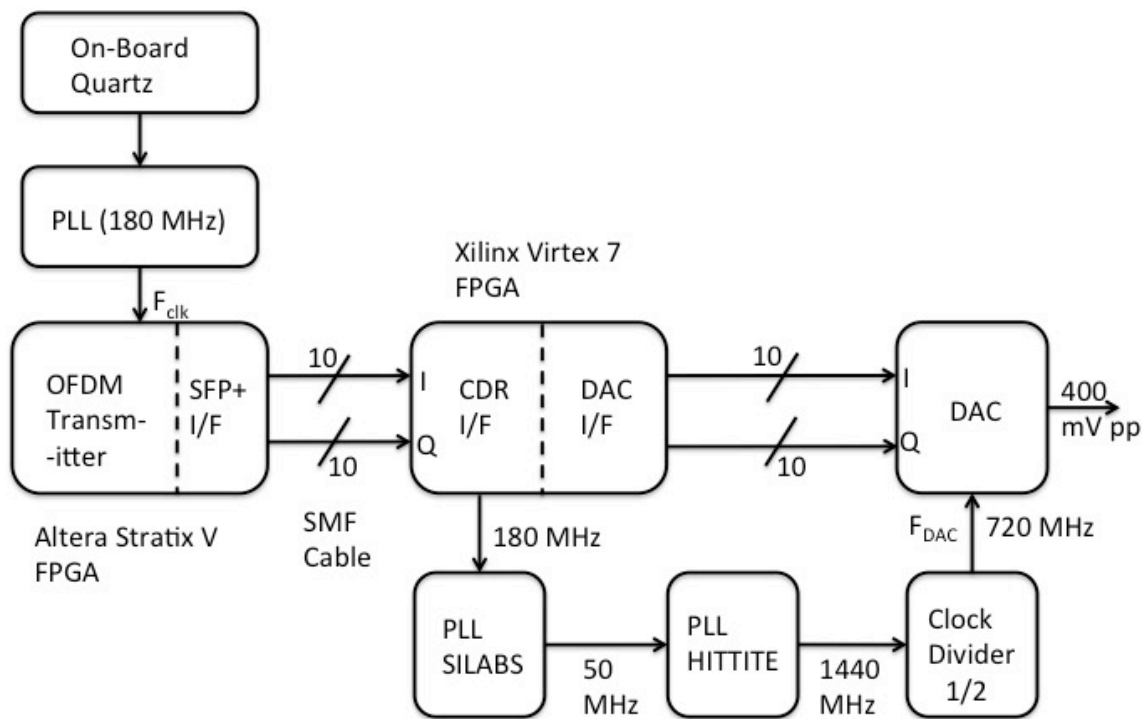 On-Board
Quartz
PLL (180 MHz)
F_clk
Xilinx Virtex 7
FPGA
OFDM
Transm-
-itter
SFP+
I/F
10
10
I
Q
CDR
I/F
DAC
I/F
10
10
I
Q
DAC
400
mV pp
Altera Stratix V
FPGA
SMF
Cable
180 MHz
F_DAC
720 MHz
PLL
SILABS
50
MHz
PLL
HITTITE
1440
MHz
Clock
Divider
1/2